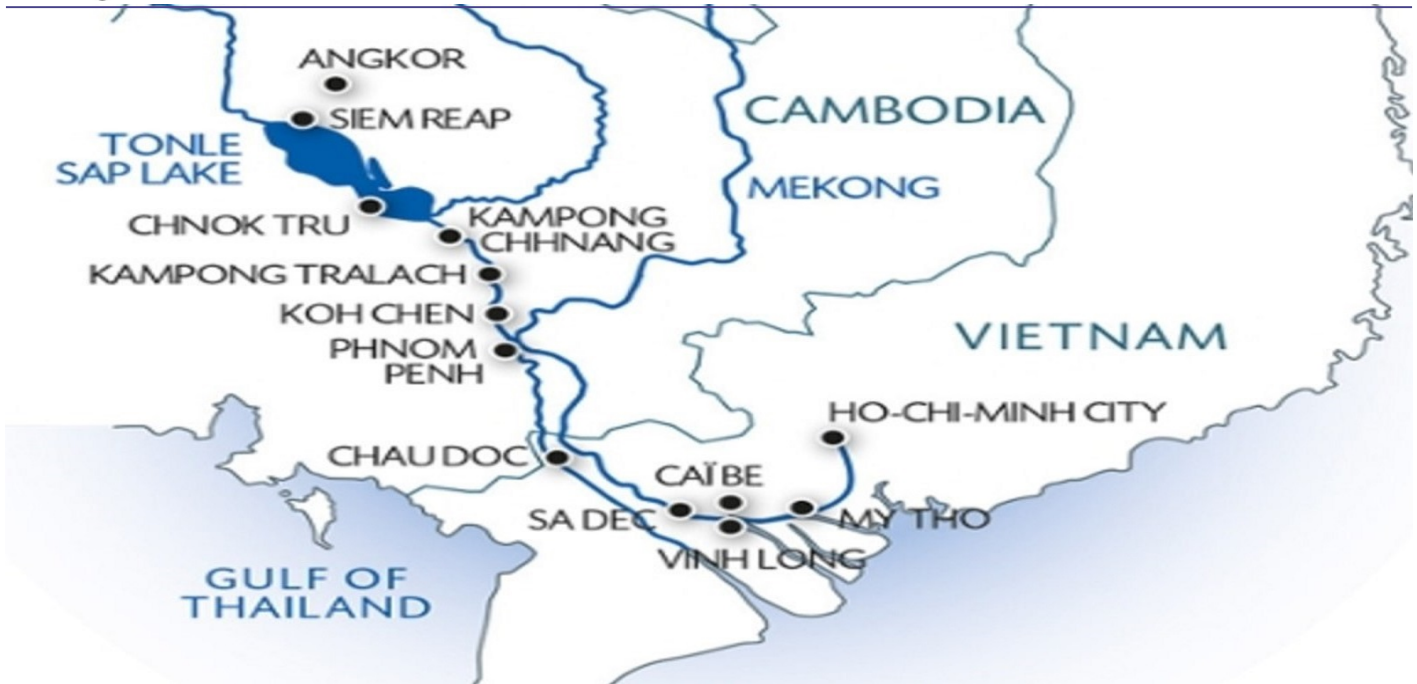 ANGKOR
SIEM REAP
TONLE
SAP LAKE
CAMBODIA
MEKONG
CHNOK TRU
KAMPONG
CHHNANG
KAMPONG TRALACH
KOH CHEN
PHNOM
PENH
VIETNAM
HO-CHI-MINH CITY
CHAU DOC
CAÏ BE
SA DEC
MY THO
VINH LONG
GULF OF
THAILAND